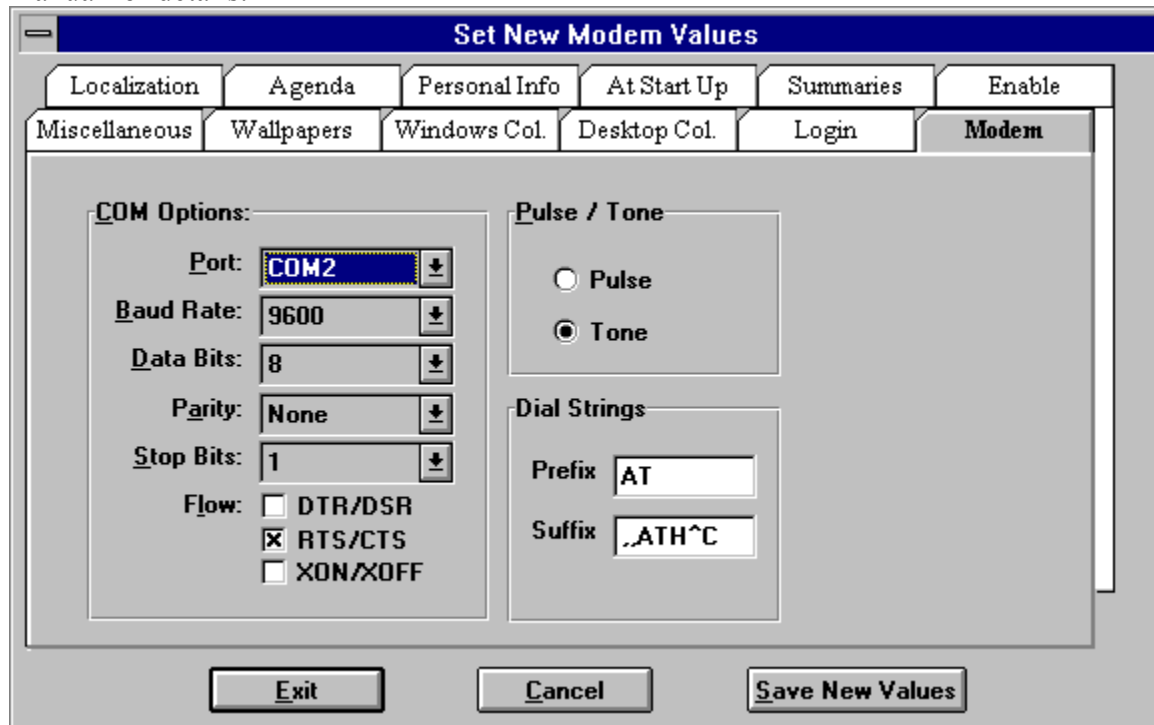 Set New Modem Values
Localization Agenda Personal Info At Start Up Summaries Enable
Miscellaneous Wallpapers Windows Col. Desktop Col. Login Modem
COM Options:
Port: COM2
Baud Rate: 9600
Data Bits: 8
Parity: None
Stop Bits: 1
Flow: DTR/DSR
RTS/CTS
XON/XOFF
Pulse / Tone
Pulse
Tone
Dial Strings
Prefix AT
Suffix ,,ATH^C
Exit Cancel Save New Values